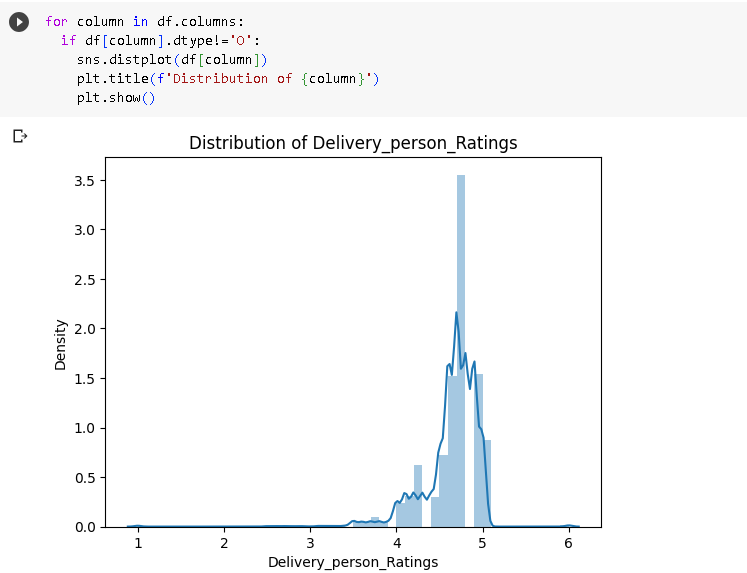 for column in df.columns:
if df[column].dtype!='O':
sns.distplot(df[column])
plt.title(f'Distribution of {column}')
plt.show()
Distribution of Delivery_person_Ratings
3.5
3.0
2.5
2.0
1.5
1.0
0.5
0.0
Density
1 2 3 4 5 6
Delivery_person_Ratings